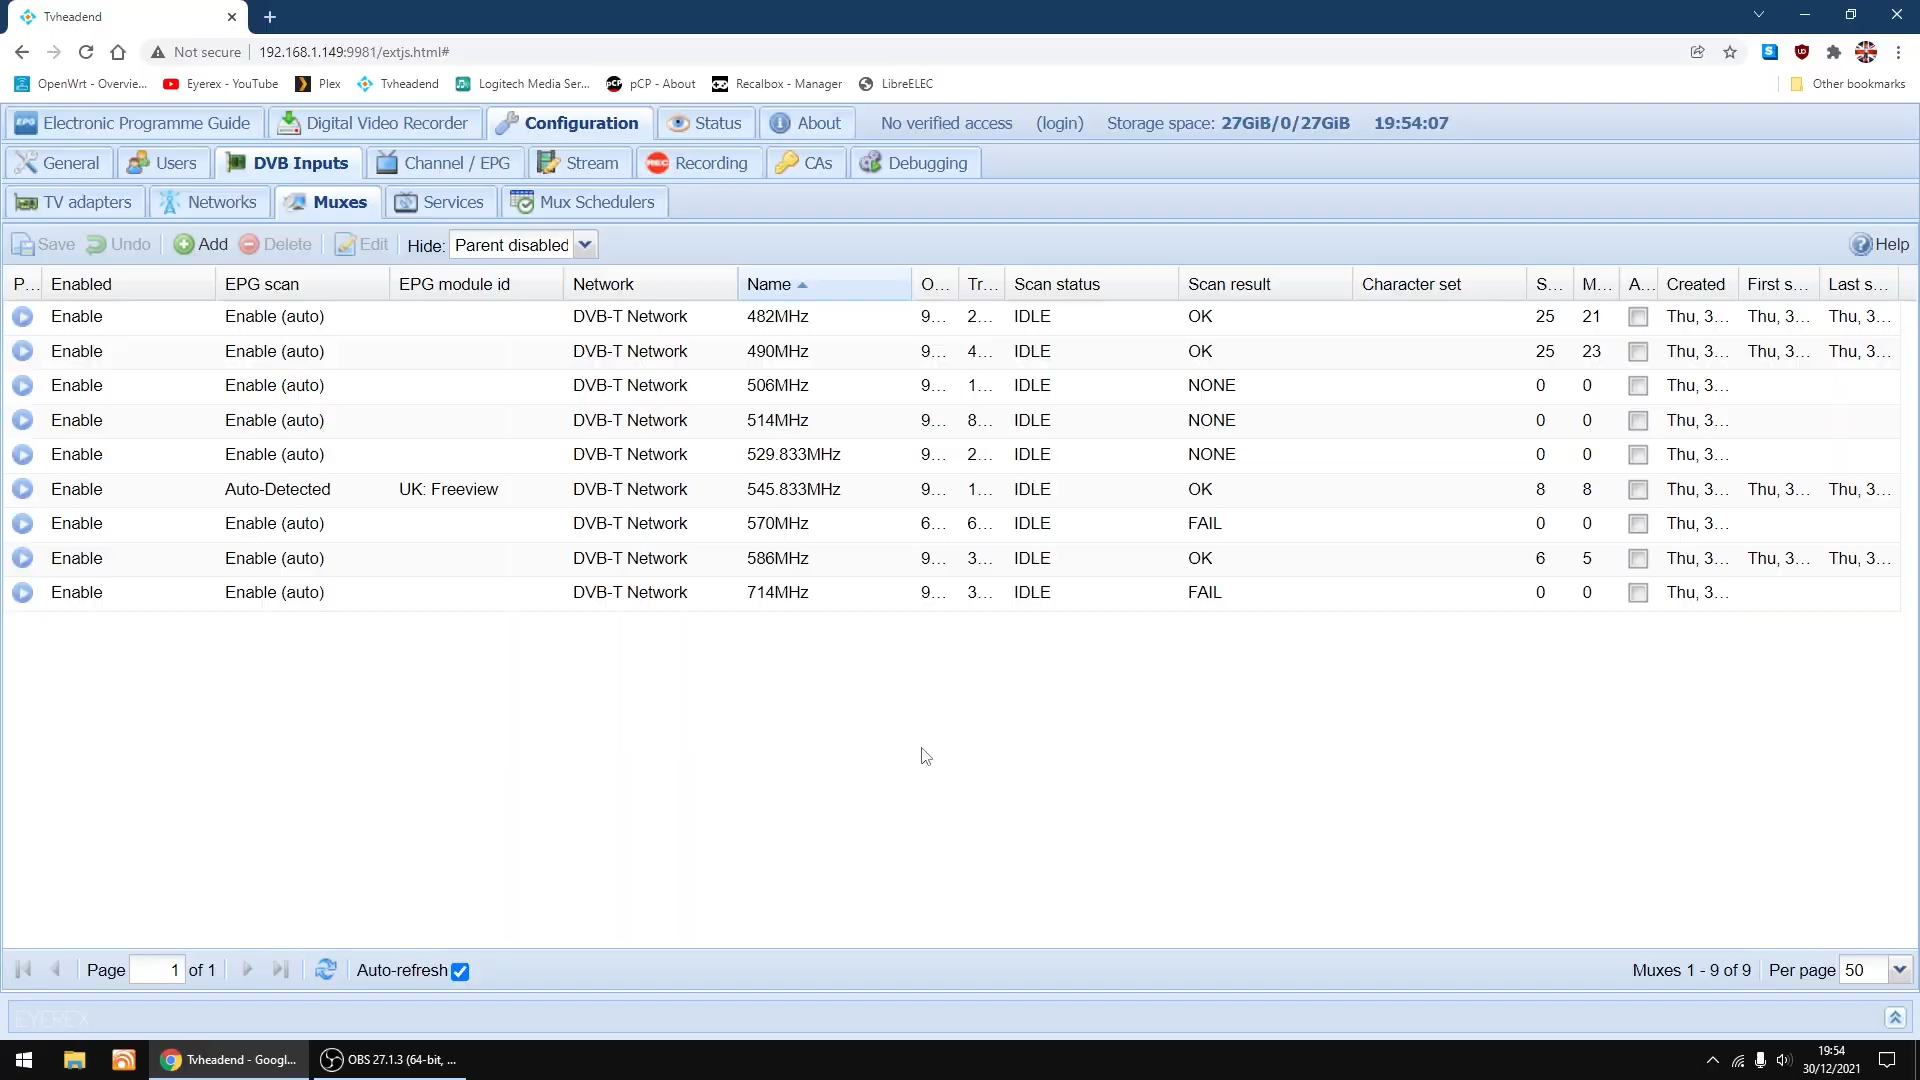 Tvheadend
Not secure 192.168.1.149:9981/extjs.html#
OpenWrt - Overvie... Eyerex - YouTube Plex Tvheadend Logitech Media Ser... pCP - About Recalbox - Manager LibreELEC Other bookmarks
Electronic Programme Guide Digital Video Recorder Configuration Status About No verified access (login) Storage space: 27GiB/0/27GiB 19:54:07
General Users DVB Inputs Channel / EPG Stream Recording CAs Debugging
TV adapters Networks Muxes Services Mux Schedulers
Save Undo Add Delete Edit Hide: Parent disabled Help
P... Enabled EPG scan EPG module id Network Name O... Tr... Scan status Scan result Character set S... M... A... Created First s... Last s...
Enable Enable (auto) DVB-T Network 482MHz 9... 2... IDLE OK 25 21 Thu, 3... Thu, 3... Thu, 3...
Enable Enable (auto) DVB-T Network 490MHz 9... 4... IDLE OK 25 23 Thu, 3... Thu, 3... Thu, 3...
Enable Enable (auto) DVB-T Network 506MHz 9... 1... IDLE NONE 0 0 Thu, 3...
Enable Enable (auto) DVB-T Network 514MHz 9... 8... IDLE NONE 0 0 Thu, 3...
Enable Enable (auto) DVB-T Network 529.833MHz 9... 2... IDLE NONE 0 0 Thu, 3...
Enable Auto-Detected UK: Freeview DVB-T Network 545.833MHz 9... 1... IDLE OK 8 8 Thu, 3... Thu, 3... Thu, 3...
Enable Enable (auto) DVB-T Network 570MHz 6... 6... IDLE FAIL 0 0 Thu, 3...
Enable Enable (auto) DVB-T Network 586MHz 9... 3... IDLE OK 6 5 Thu, 3... Thu, 3... Thu, 3...
Enable Enable (auto) DVB-T Network 714MHz 9... 3... IDLE FAIL 0 0 Thu, 3...
Page 1 of 1 Auto-refresh Muxes 1 - 9 of 9 Per page 50
EYEREX
Tvheadend - Googl... OBS 27.1.3 (64-bit, ... 19:54
30/12/2021